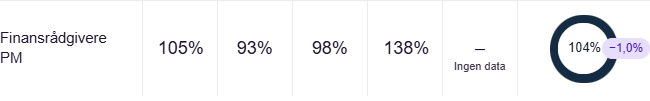 Finansrådgivere
PM
105%
93%
98%
138%
–
Ingen data
104%
−1,0%